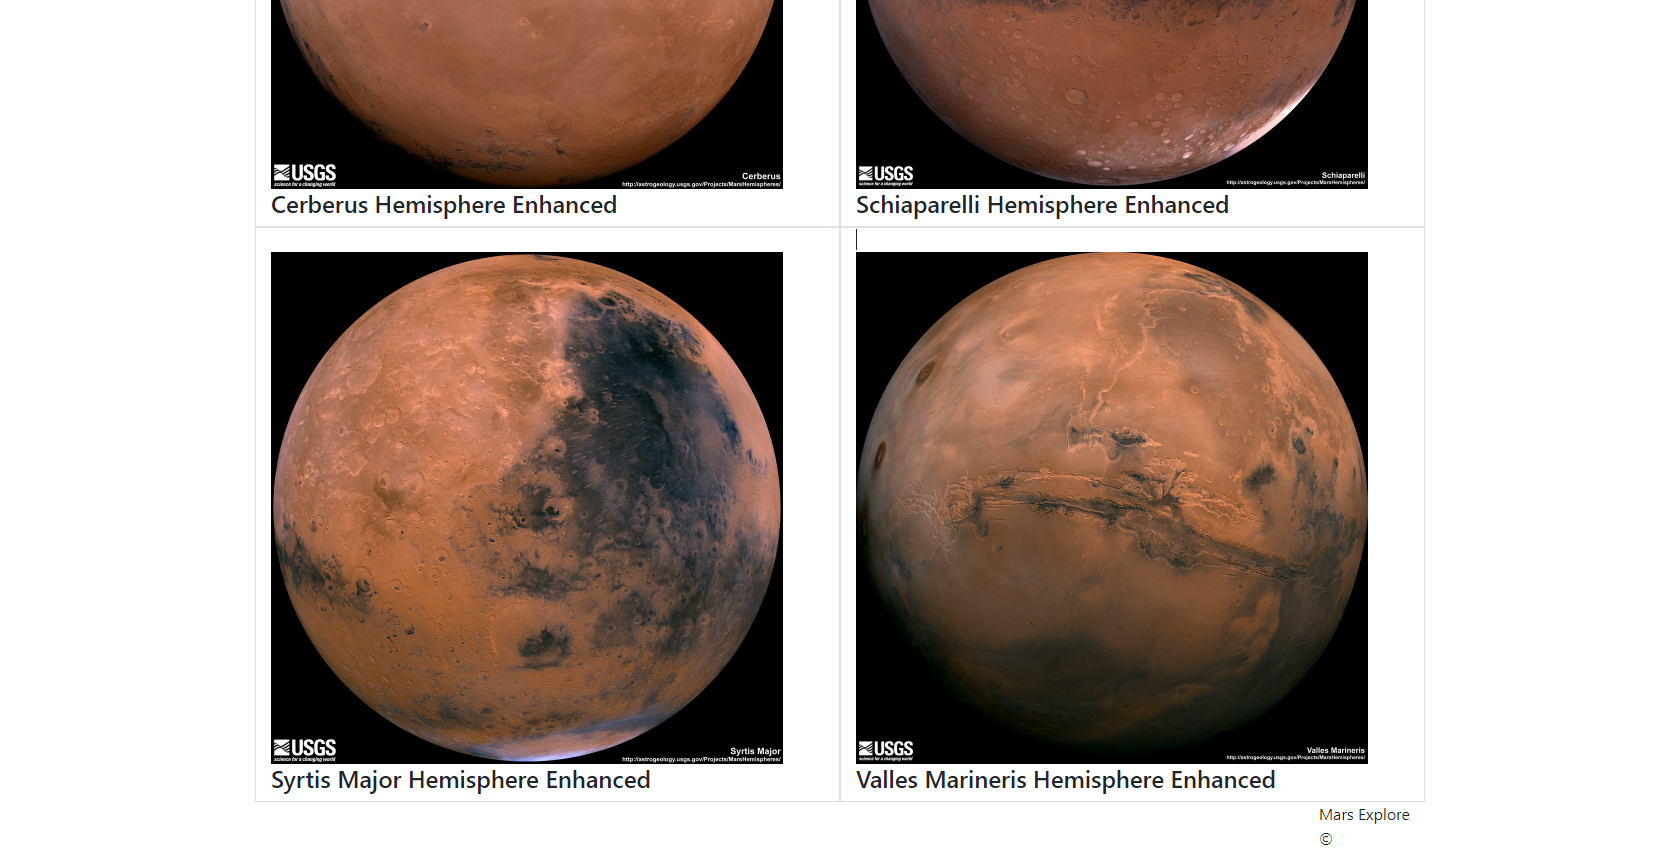 USGS
science for a changing world
Cerberus
http://astrogeology.usgs.gov/Projects/MarsHemispheres/
Cerberus Hemisphere Enhanced
USGS
science for a changing world
Schiaparelli
http://astrogeology.usgs.gov/Projects/MarsHemispheres/
Schiaparelli Hemisphere Enhanced
USGS
science for a changing world
Syrtis Major
http://astrogeology.usgs.gov/Projects/MarsHemispheres/
Syrtis Major Hemisphere Enhanced
USGS
science for a changing world
Valles Marineris
http://astrogeology.usgs.gov/Projects/MarsHemispheres/
Valles Marineris Hemisphere Enhanced
Mars Explore
©